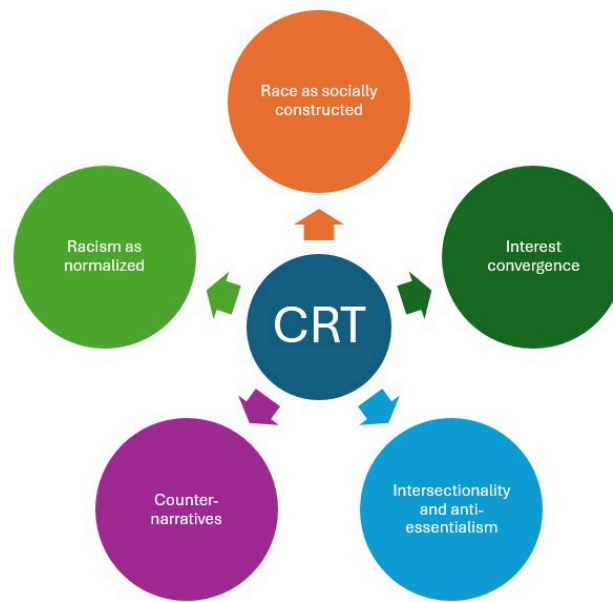 Race as socially
constructed
Racism as
normalized
Interest
convergence
CRT
Counter-
narratives
Intersectionality
and anti-
essentialism